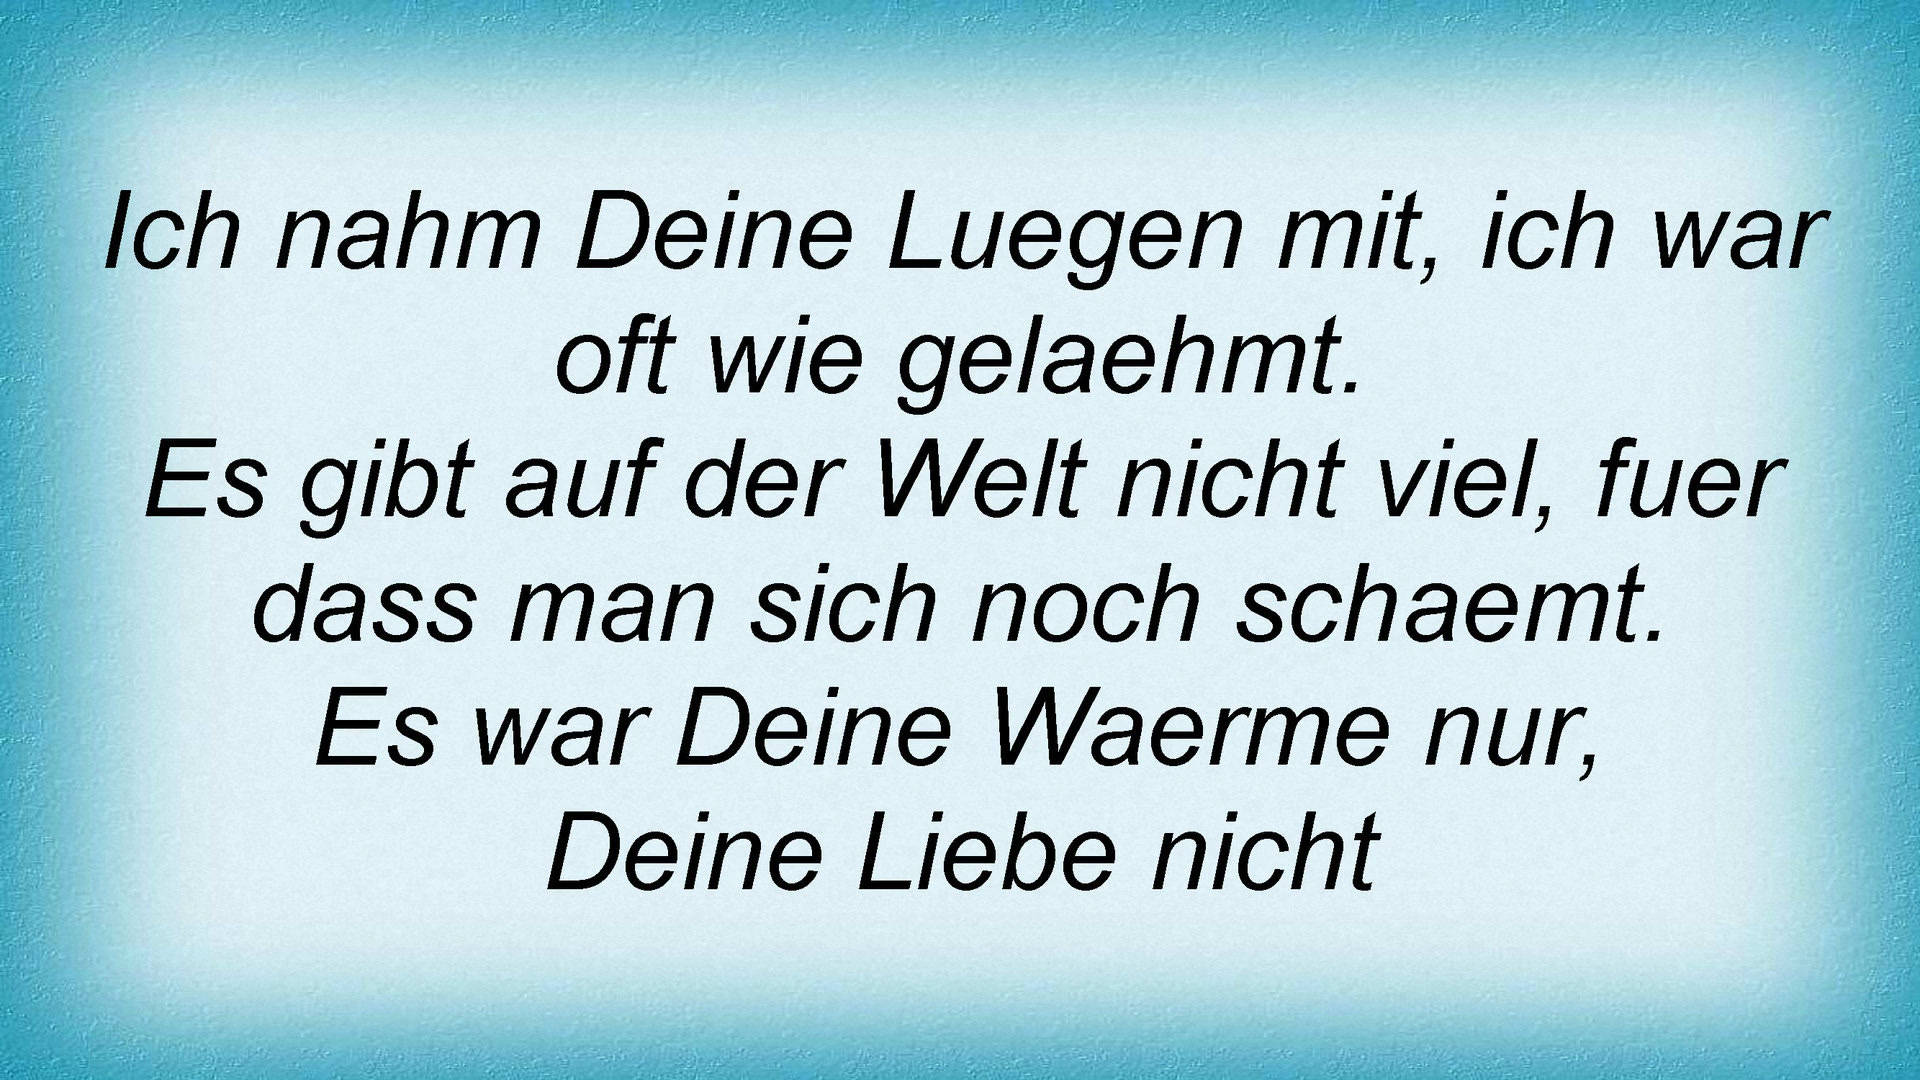 Ich nahm Deine Luegen mit, ich war
oft wie gelaehmt.
Es gibt auf der Welt nicht viel, fuer
dass man sich noch schaemt.
Es war Deine Waerme nur,
Deine Liebe nicht